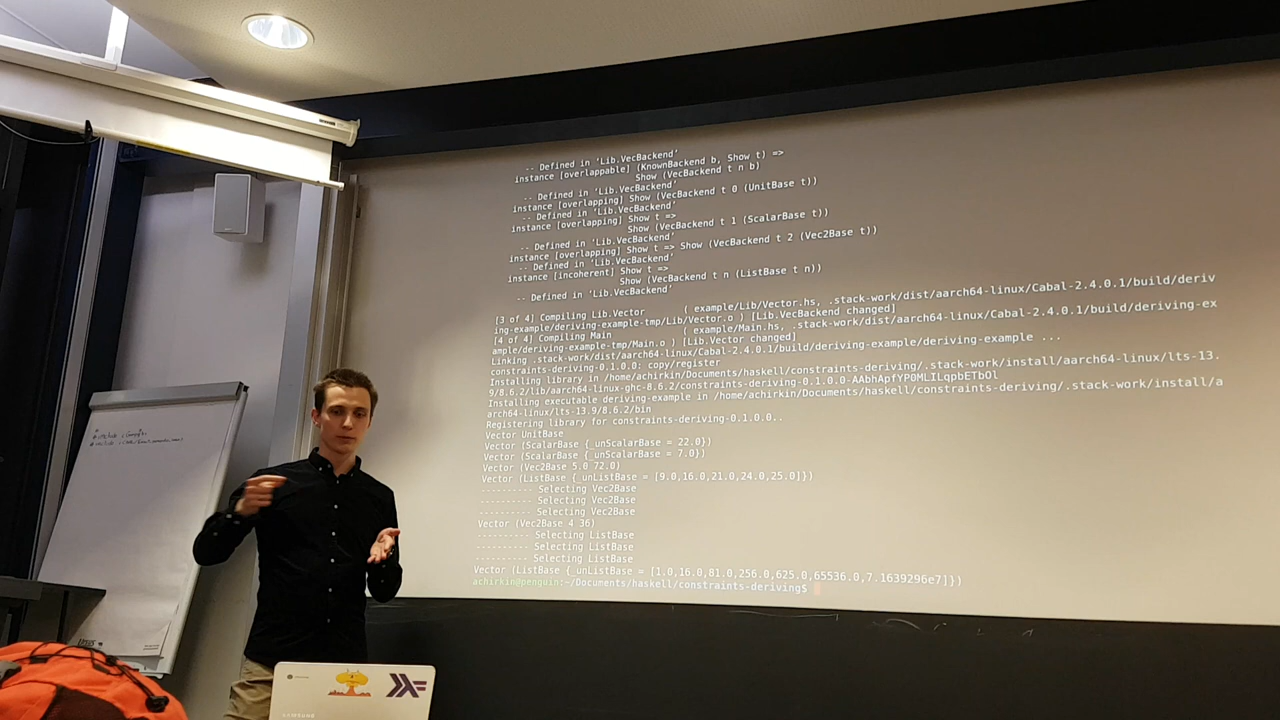 -- Defined in ‘Lib.VecBackend’
instance [overlappable] (KnownBackend b, Show t) =>
Show (VecBackend t n b)
-- Defined in ‘Lib.VecBackend’
instance [overlapping] Show (VecBackend t 0 (UnitBase t))
-- Defined in ‘Lib.VecBackend’
instance [overlapping] Show t =>
Show (VecBackend t 1 (ScalarBase t))
-- Defined in ‘Lib.VecBackend’
instance [overlapping] Show t => Show (VecBackend t 2 (Vec2Base t))
-- Defined in ‘Lib.VecBackend’
instance [incoherent] Show t =>
Show (VecBackend t n (ListBase t n))
-- Defined in ‘Lib.VecBackend’
[3 of 4] Compiling Lib.Vector ( example/Lib/Vector.hs, .stack-work/dist/aarch64-linux/Cabal-2.4.0.1/build/deriv
ing-example/deriving-example-tmp/Lib/Vector.o ) [Lib.VecBackend changed]
[4 of 4] Compiling Main ( example/Main.hs, .stack-work/dist/aarch64-linux/Cabal-2.4.0.1/build/deriving-ex
ample/deriving-example-tmp/Main.o ) [Lib.Vector changed]
Linking .stack-work/dist/aarch64-linux/Cabal-2.4.0.1/build/deriving-example/deriving-example ...
constraints-deriving-0.1.0.0: copy/register
Installing library in /home/achirkin/Documents/haskell/constraints-deriving/.stack-work/install/aarch64-linux/lts-13.
9/8.6.2/lib/aarch64-linux-ghc-8.6.2/constraints-deriving-0.1.0.0-AAbhApfYP0MLILqpbETbOl
Installing executable deriving-example in /home/achirkin/Documents/haskell/constraints-deriving/.stack-work/install/a
arch64-linux/lts-13.9/8.6.2/bin
Registering library for constraints-deriving-0.1.0.0..
Vector UnitBase
Vector (ScalarBase {_unScalarBase = 22.0})
Vector (ScalarBase {_unScalarBase = 7.0})
Vector (Vec2Base 5.0 72.0)
Vector (ListBase {_unListBase = [9.0,16.0,21.0,24.0,25.0]})
---------- Selecting Vec2Base
---------- Selecting Vec2Base
---------- Selecting Vec2Base
Vector (Vec2Base 4 36)
---------- Selecting ListBase
---------- Selecting ListBase
---------- Selecting ListBase
Vector (ListBase {_unListBase = [1.0,16.0,81.0,256.0,625.0,65536.0,7.1639296e7]})
achirkin@penguin:~/Documents/haskell/constraints-deriving$
SAMSUNG